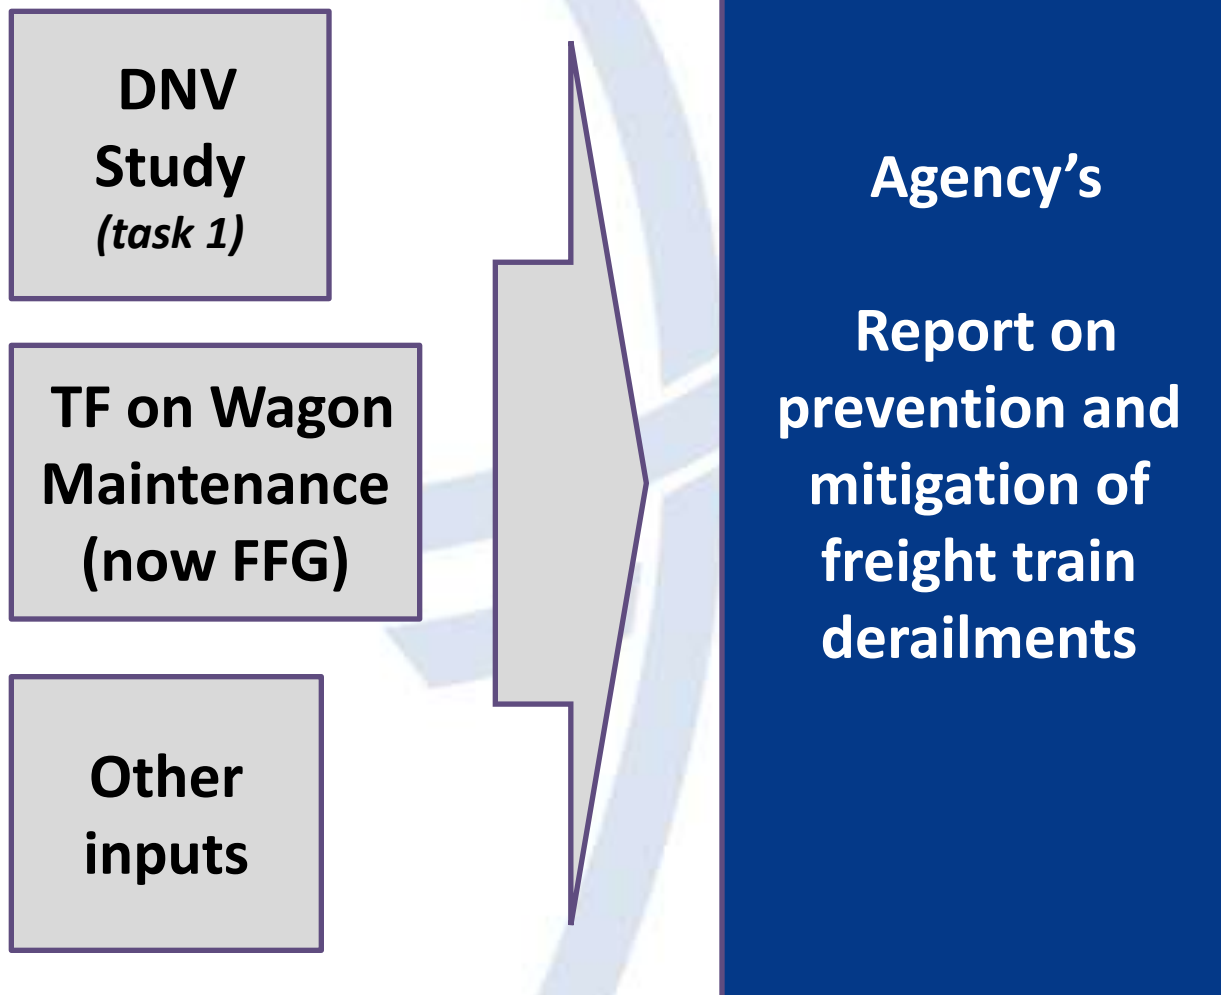 DNV
Study
(task 1)
TF on Wagon
Maintenance
(now FFG)
Other
inputs
Agency’s
Report on
prevention and
mitigation of
freight train
derailments